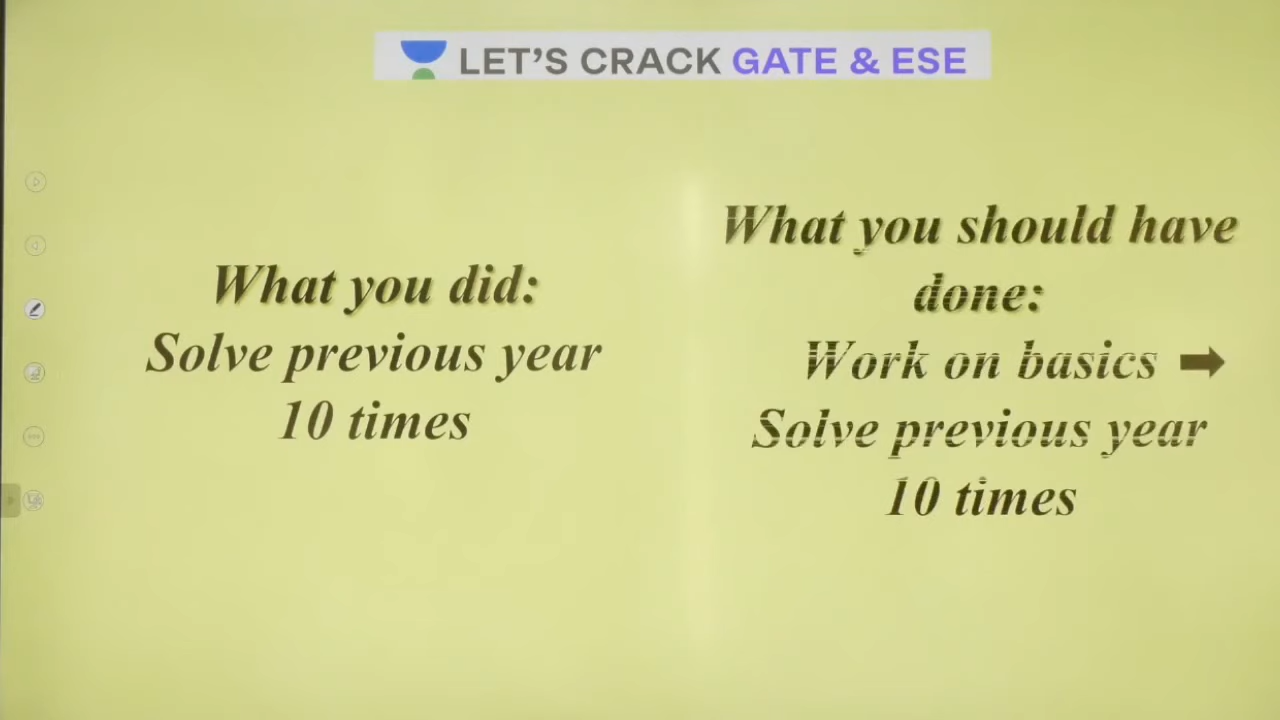 LET'S CRACK GATE & ESE
What you did:
Solve previous year
10 times
What you should have
done:
Work on basics ➡
Solve previous year
10 times